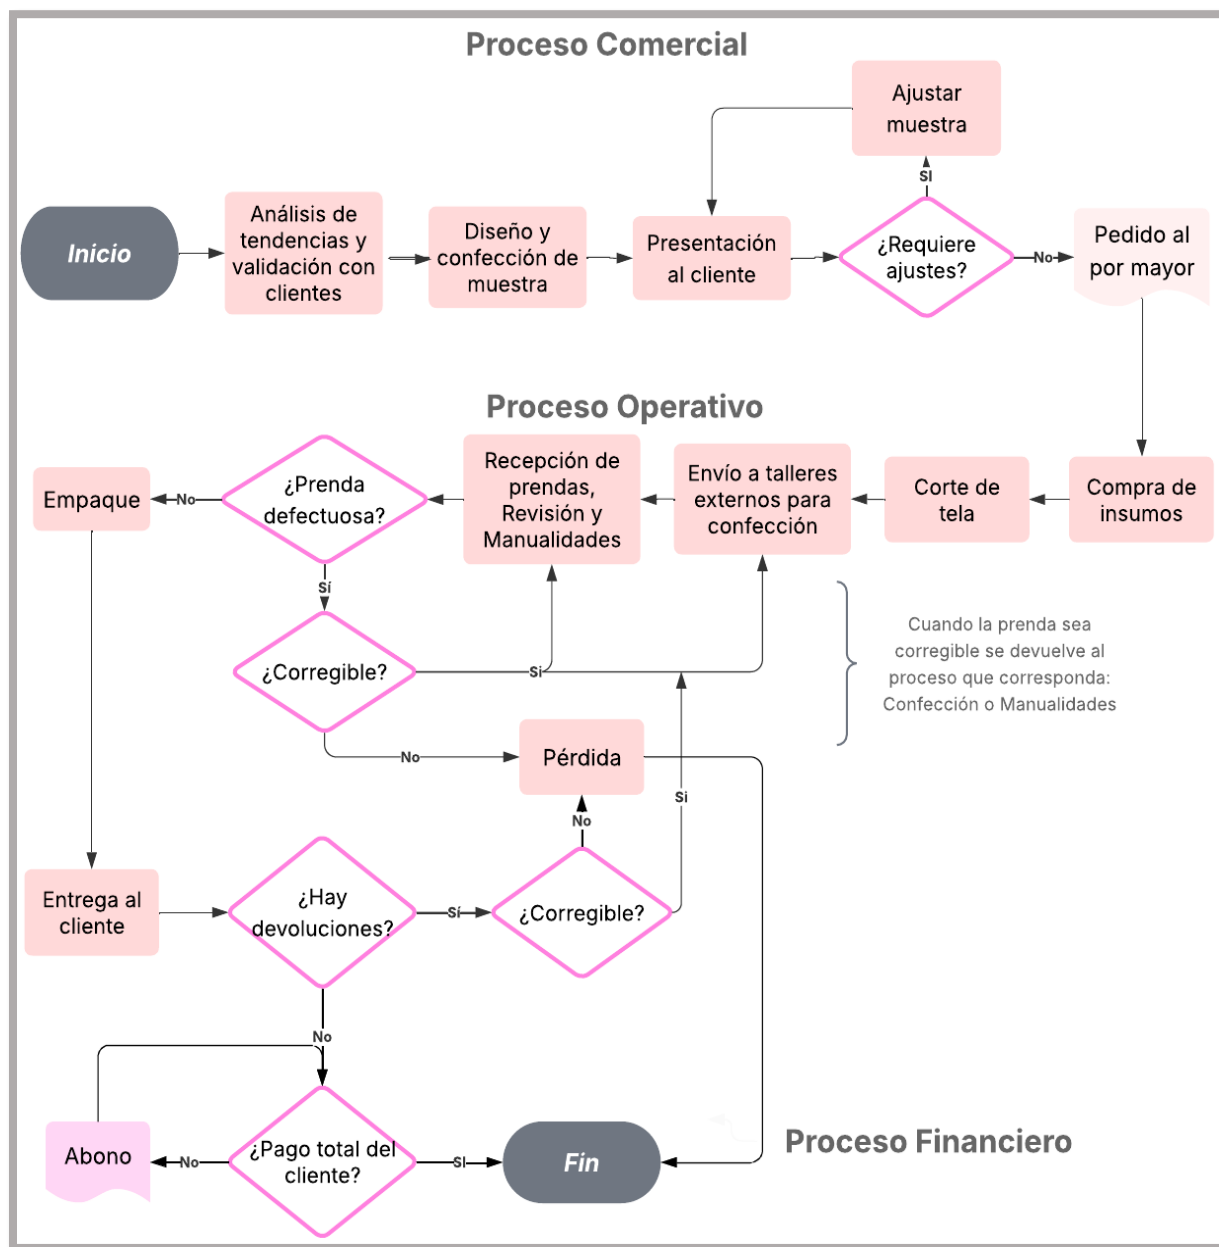 Proceso Comercial
Ajustar
muestra
SI
Inicio
Análisis de
tendencias y
validación con
clientes
Diseño y
confección de
muestra
Presentación
al cliente
¿Requiere
ajustes?
No
Pedido al
por mayor
Proceso Operativo
Empaque
No
¿Prenda
defectuosa?
Recepción de
prendas,
Revisión y
Manualidades
Envío a talleres
externos para
confección
Corte de
tela
Compra de
insumos
Sí
¿Corregible?
Si
Cuando la prenda sea
corregible se devuelve al
proceso que corresponda:
Confección o Manualidades
No
Pérdida
Si
No
Entrega al
cliente
¿Hay
devoluciones?
Sí
¿Corregible?
No
Abono
No
¿Pago total del
cliente?
SI
Fin
Proceso Financiero